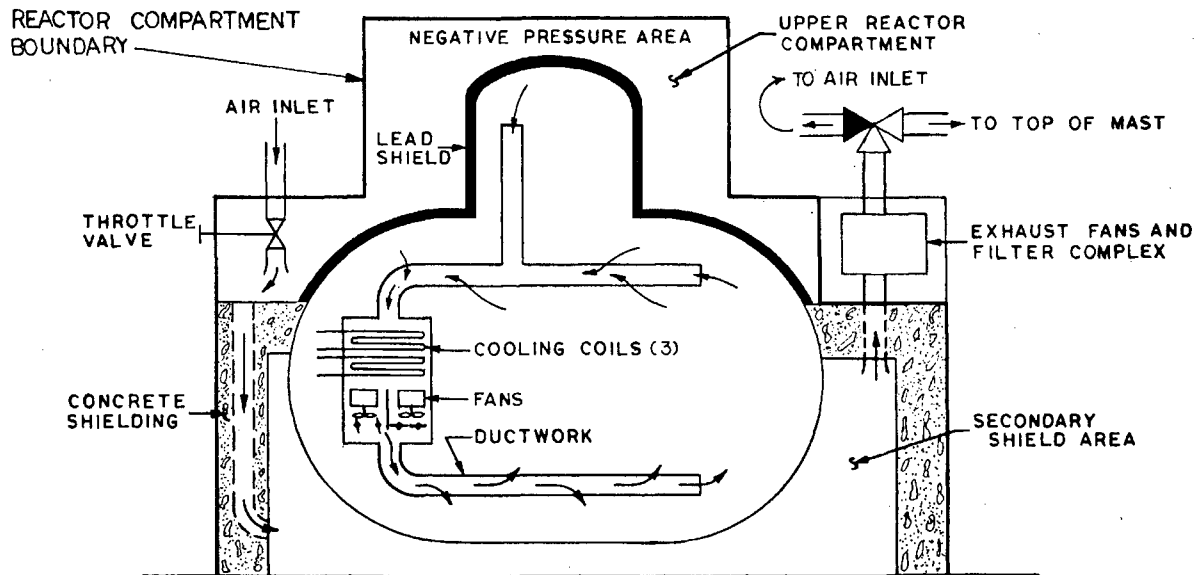 REACTOR COMPARTMENT
BOUNDARY
NEGATIVE PRESSURE AREA
UPPER REACTOR
COMPARTMENT
TO AIR INLET
AIR INLET
TO TOP OF MAST
LEAD
SHIELD
THROTTLE
VALVE
EXHAUST FANS AND
FILTER COMPLEX
COOLING COILS (3)
FANS
CONCRETE
SHIELDING
DUCTWORK
SECONDARY
SHIELD AREA